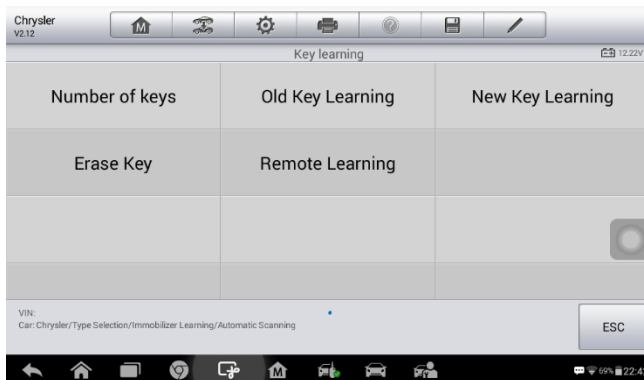 Chrysler
V2.12
Key learning
12.22V
Number of keys
Old Key Learning
New Key Learning
Erase Key
Remote Learning
VIN:
Car: Chrysler/Type Selection/Immobilizer Learning/Automatic Scanning
ESC
69%